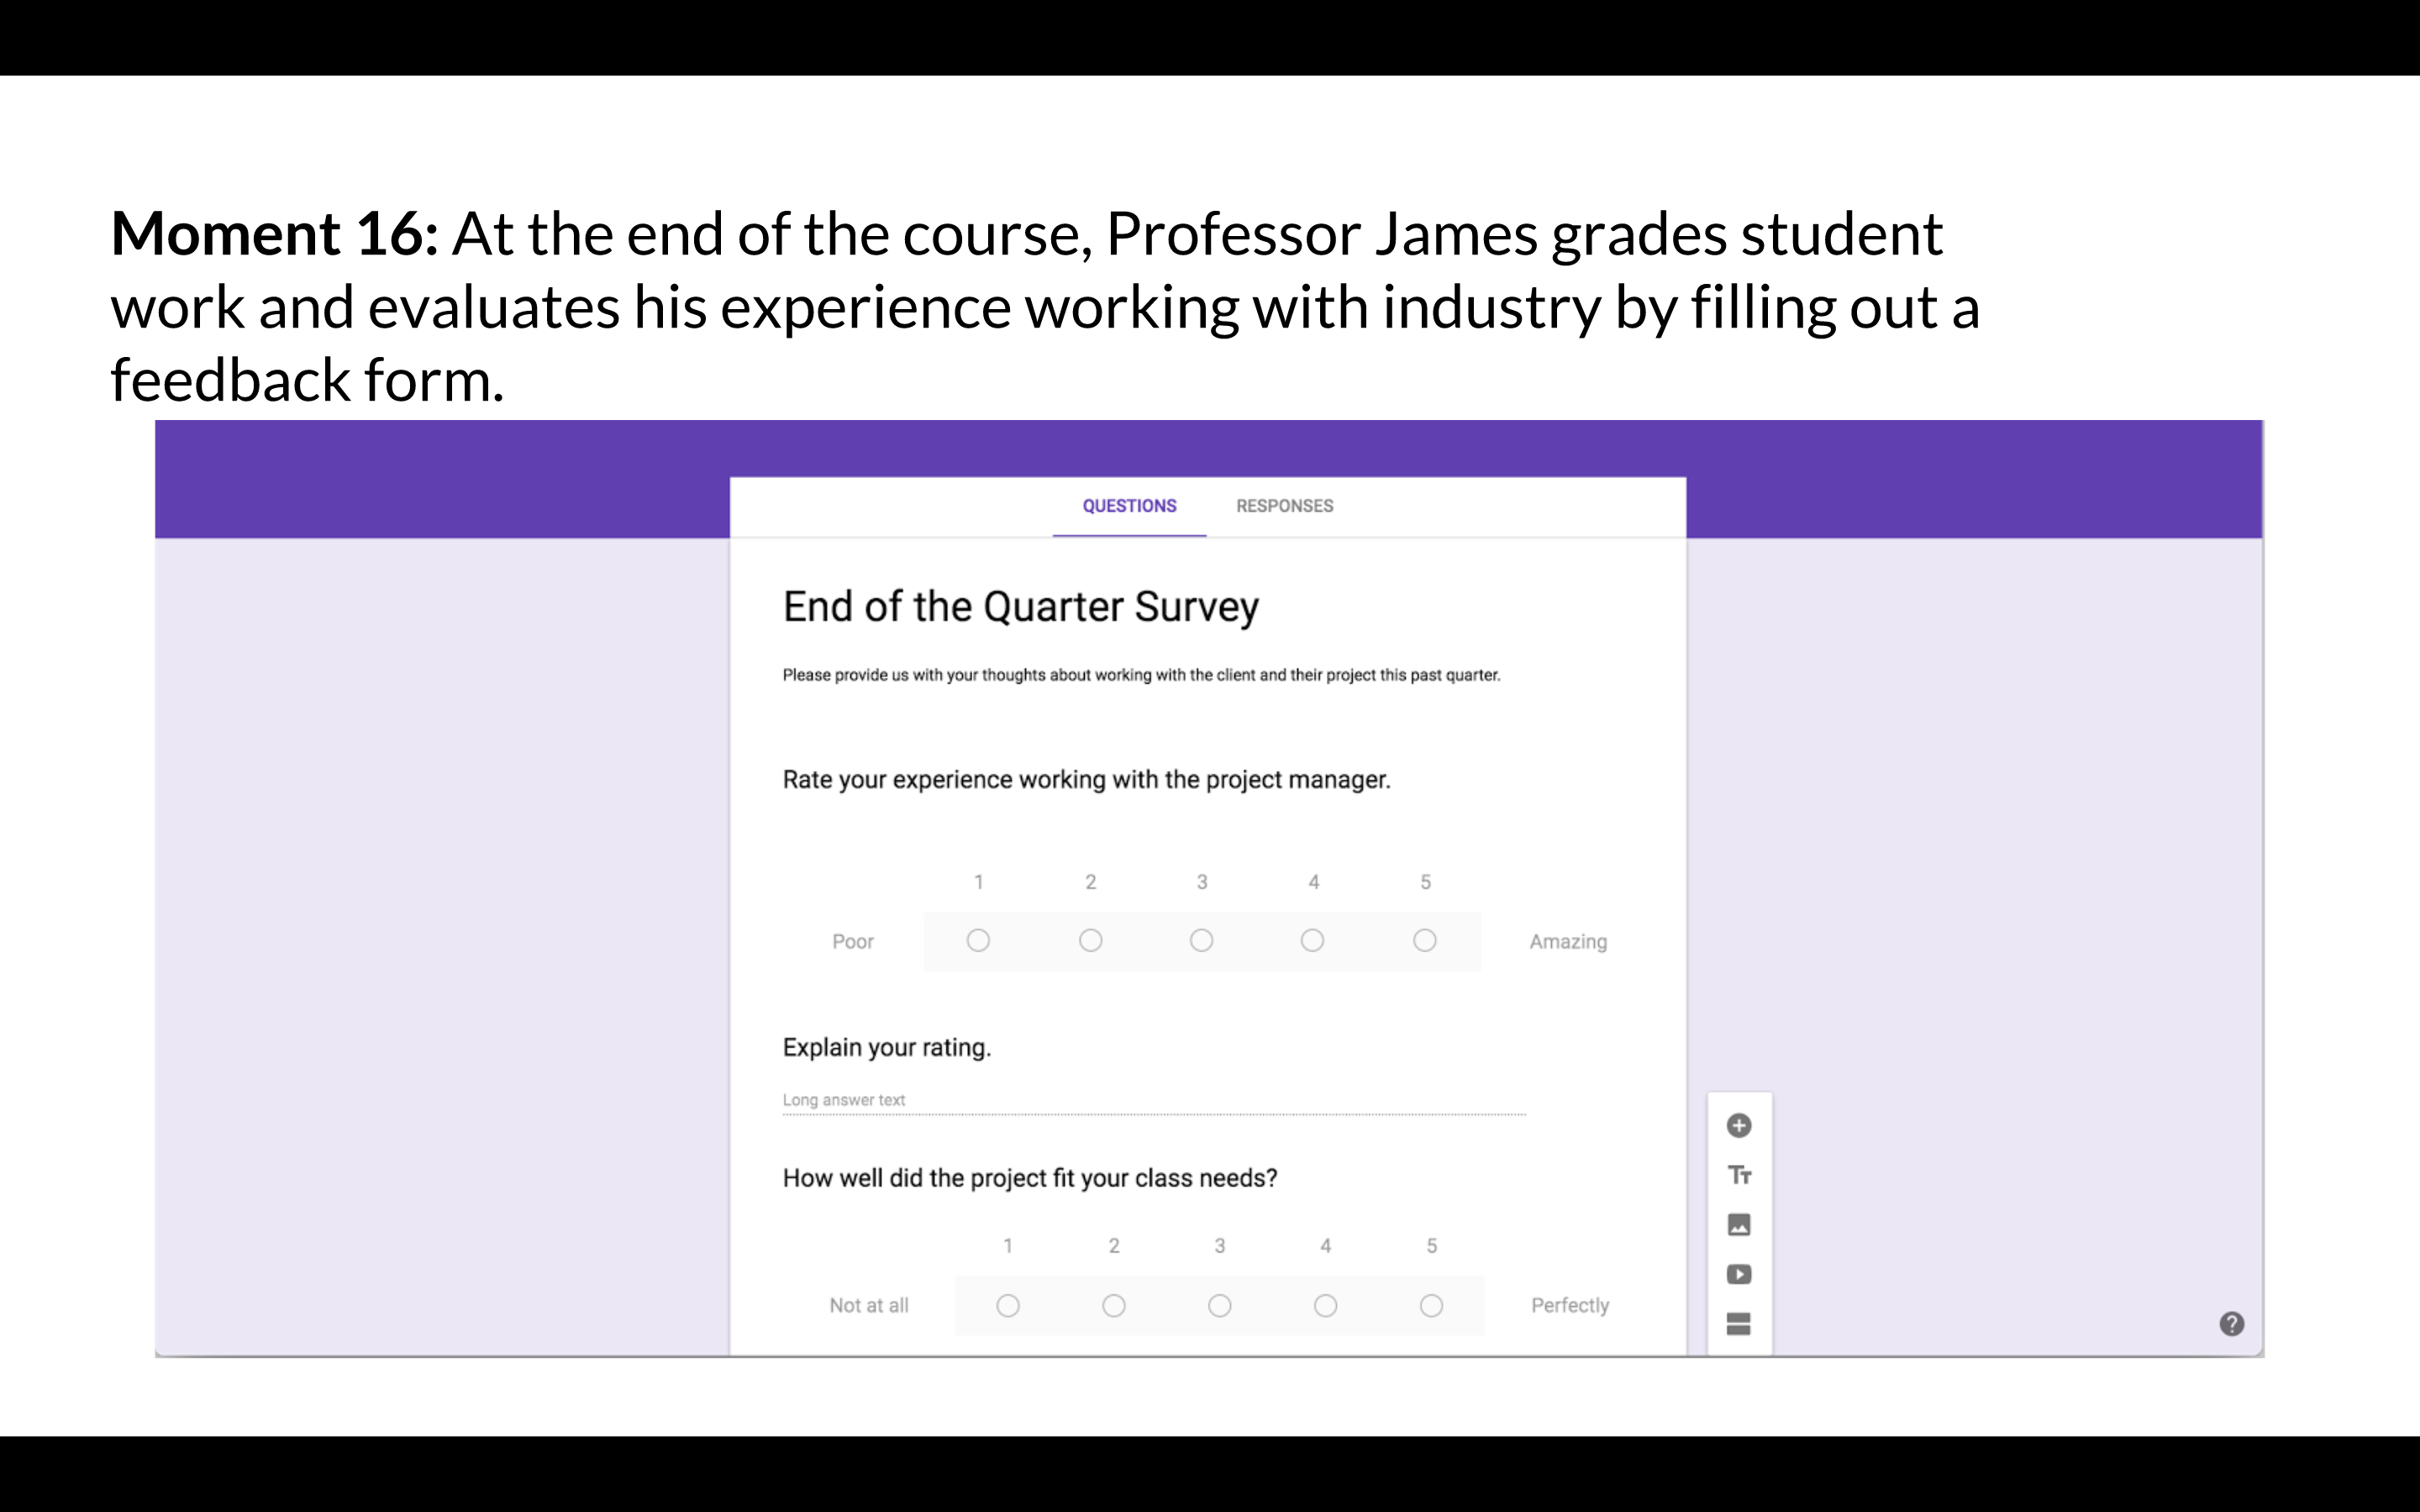 Moment 16: At the end of the course, Professor James grades student
work and evaluates his experience working with industry by filling out a
feedback form.
QUESTIONS RESPONSES
End of the Quarter Survey
Please provide us with your thoughts about working with the client and their project this past quarter.
Rate your experience working with the project manager.
1 2 3 4 5
Poor Amazing
Explain your rating.
Long answer text
How well did the project fit your class needs?
1 2 3 4 5
Not at all Perfectly